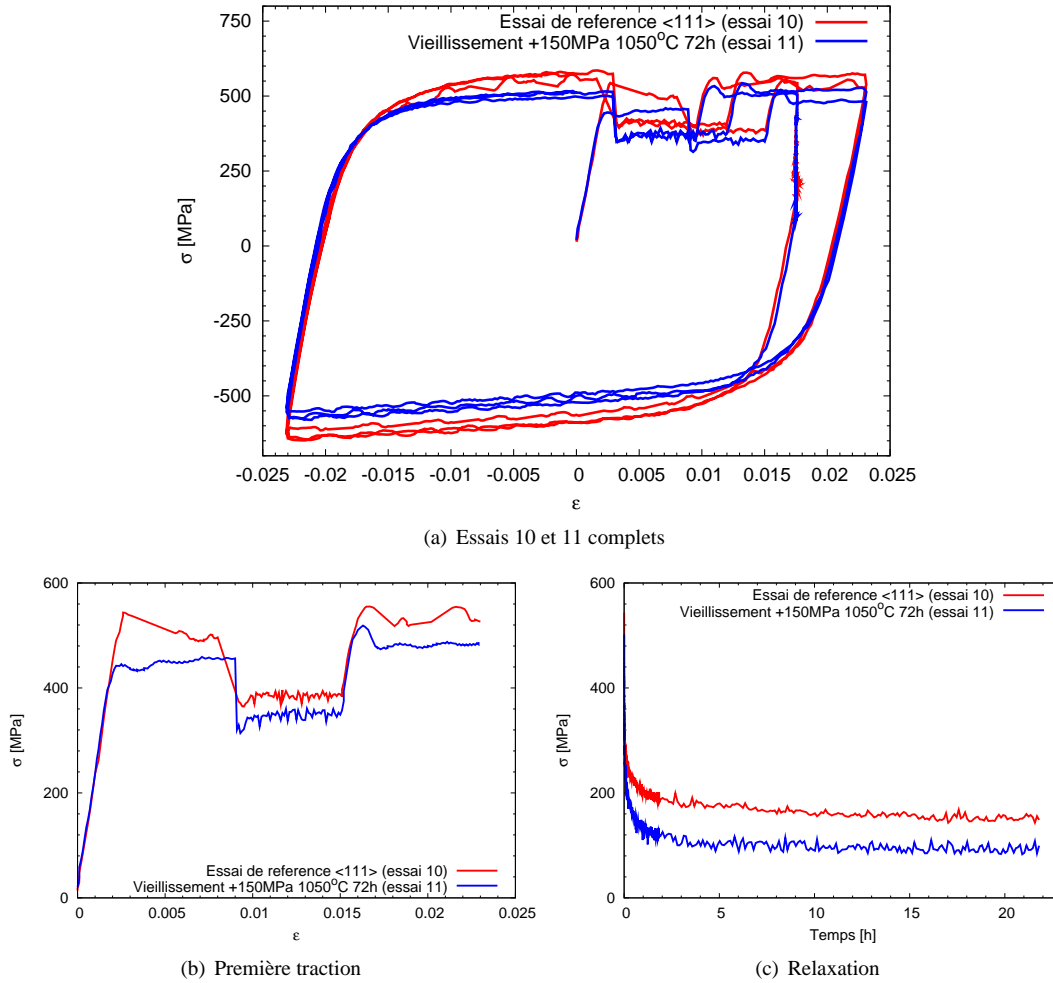 750
500
250
0
-250
-500
σ [MPa]
-0.025 -0.02 -0.015 -0.01 -0.005 0 0.005 0.01 0.015 0.02 0.025
ε
Essai de reference <111> (essai 10)
Vieillissement +150MPa 1050°C 72h (essai 11)
(a) Essais 10 et 11 complets
600
400
200
0
σ [MPa]
0 0.005 0.01 0.015 0.02 0.025
ε
Essai de reference <111> (essai 10)
Vieillissement +150MPa 1050°C 72h (essai 11)
(b) Première traction
600
400
200
0
σ [MPa]
0 5 10 15 20
Temps [h]
Essai de reference <111> (essai 10)
Vieillissement +150MPa 1050°C 72h (essai 11)
(c) Relaxation